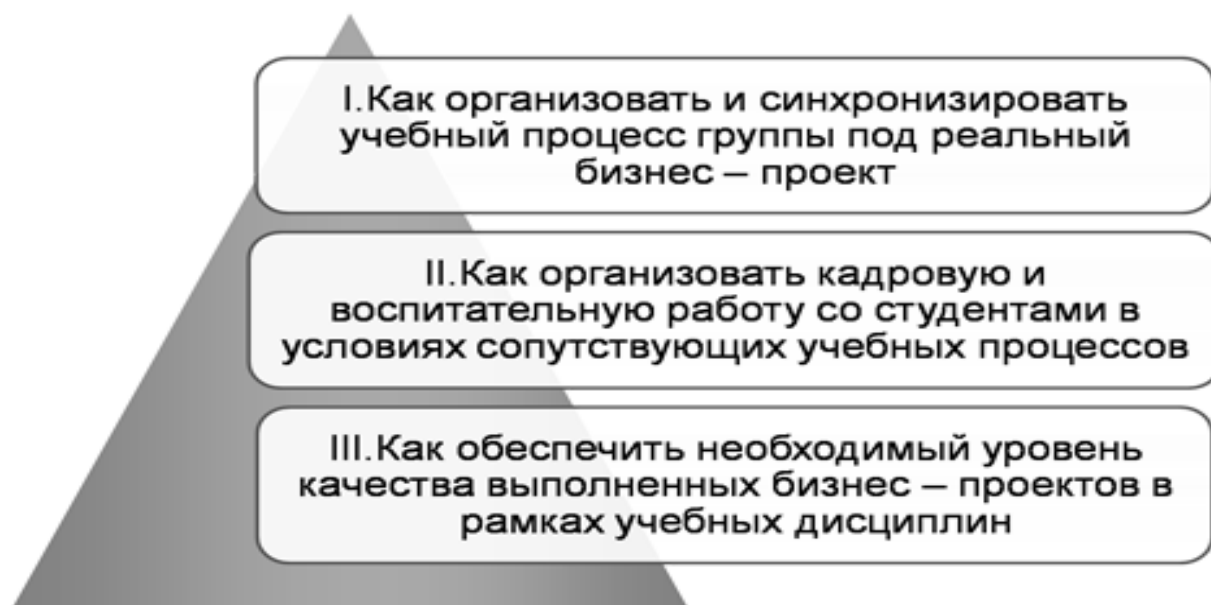 I.Как организовать и синхронизировать
учебный процесс группы под реальный
бизнес – проект
II.Как организовать кадровую и
воспитательную работу со студентами в
условиях сопутствующих учебных процессов
III.Как обеспечить необходимый уровень
качества выполненных бизнес – проектов в
рамках учебных дисциплин